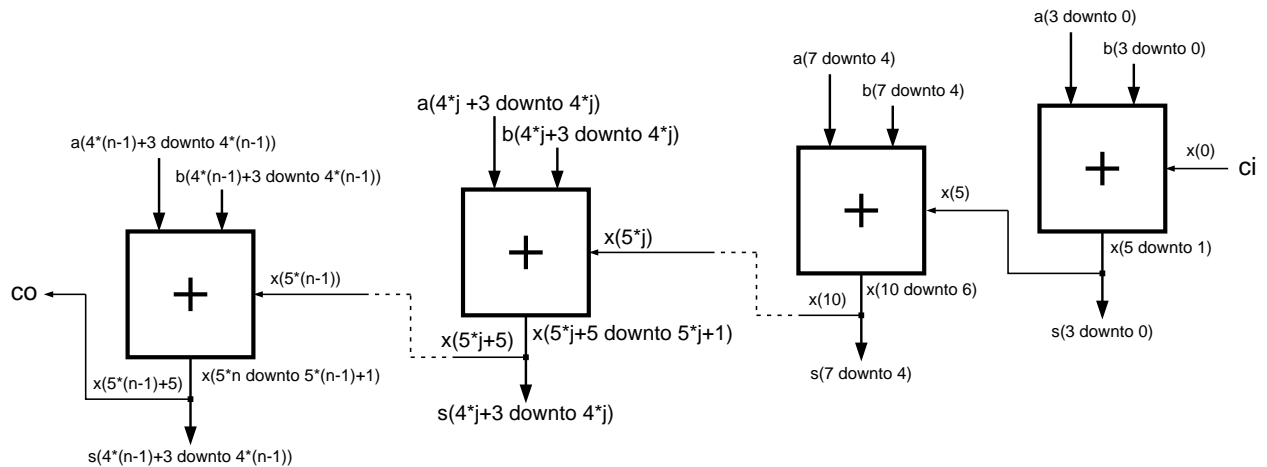 a(3 downto 0)
b(3 downto 0)
a(7 downto 4)
b(7 downto 4)
a(4*j +3 downto 4*j)
b(4*j+3 downto 4*j)
a(4*(n-1)+3 downto 4*(n-1))
b(4*(n-1)+3 downto 4*(n-1))
+
x(0)
ci
+
x(5)
x(5 downto 1)
+
x(5*j)
x(10)
x(10 downto 6)
s(3 downto 0)
co
+
x(5*(n-1))
x(5*j+5)
x(5*j+5 downto 5*j+1)
s(7 downto 4)
x(5*(n-1)+5)
x(5*n downto 5*(n-1)+1)
s(4*j+3 downto 4*j)
s(4*(n-1)+3 downto 4*(n-1))